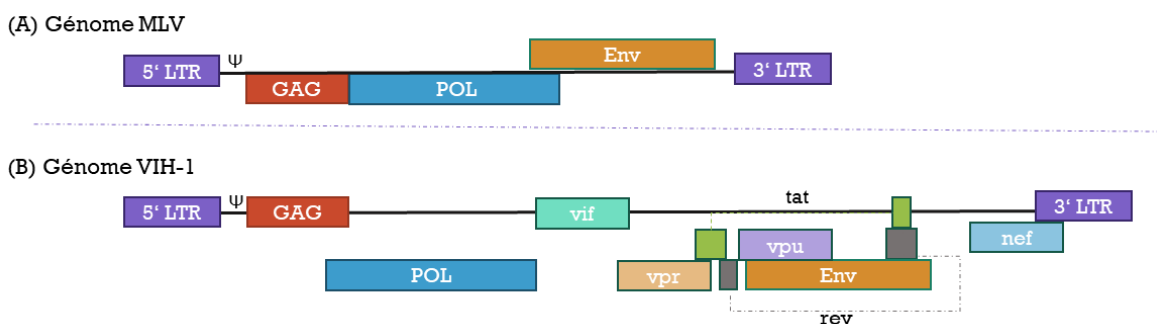 (A) Génome MLV
5‘ LTR Ψ GAG POL Env 3‘ LTR
(B) Génome VIH-1
5‘ LTR Ψ GAG vif tat 3‘ LTR
vpu nef
POL vpr Env
rev